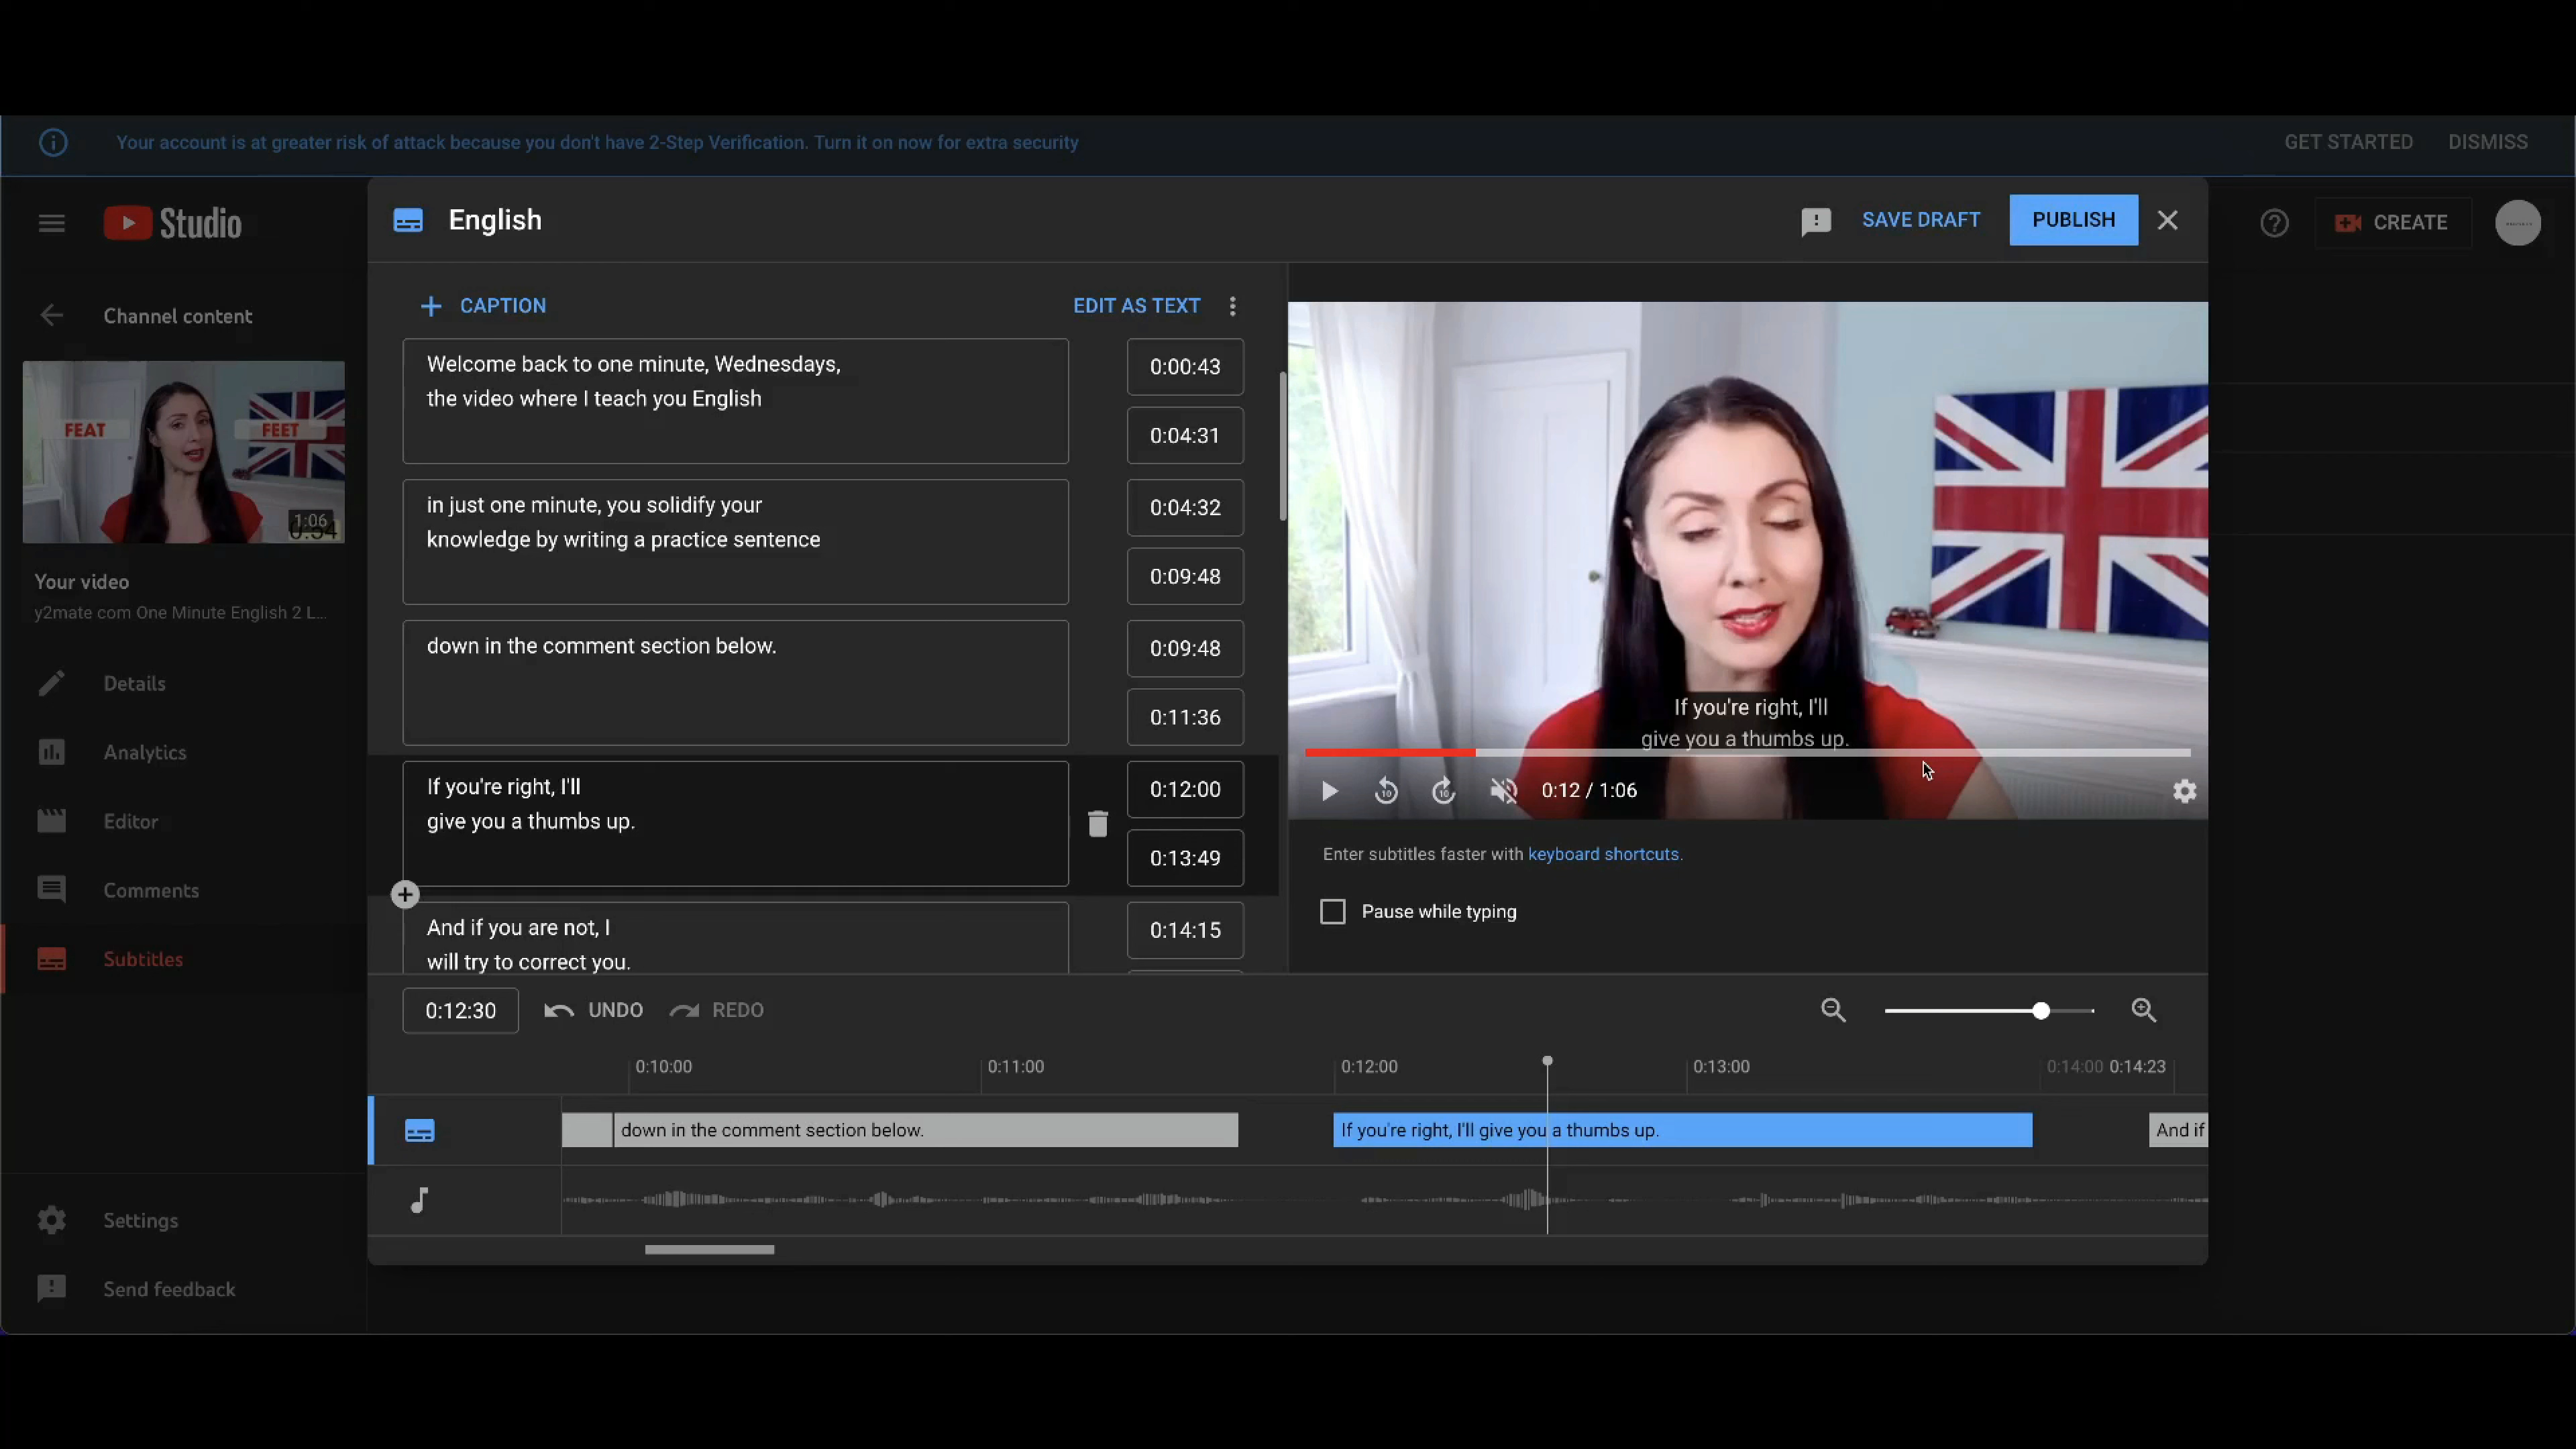 Your account is at greater risk of attack because you don't have 2-Step Verification. Turn it on now for extra security
GET STARTED
DISMISS
Studio
English
SAVE DRAFT
PUBLISH
CREATE
Channel content
FEAT
FEET
1:06
Your video
y2mate com One Minute English 2 L...
Details
Analytics
Editor
Comments
Subtitles
Settings
Send feedback
CAPTION
EDIT AS TEXT
Welcome back to one minute, Wednesdays,
the video where I teach you English
0:00:43
0:04:31
in just one minute, you solidify your
knowledge by writing a practice sentence
0:04:32
0:09:48
down in the comment section below.
0:09:48
0:11:36
If you're right, I'll
give you a thumbs up.
0:12:00
0:13:49
And if you are not, I
will try to correct you.
0:14:15
If you're right, I'll
give you a thumbs up.
10
10
0:12 / 1:06
Enter subtitles faster with keyboard shortcuts.
Pause while typing
0:12:30
UNDO
REDO
0:10:00
0:11:00
0:12:00
0:13:00
0:14:00
0:14:23
down in the comment section below.
If you're right, I'll give you a thumbs up.
And if